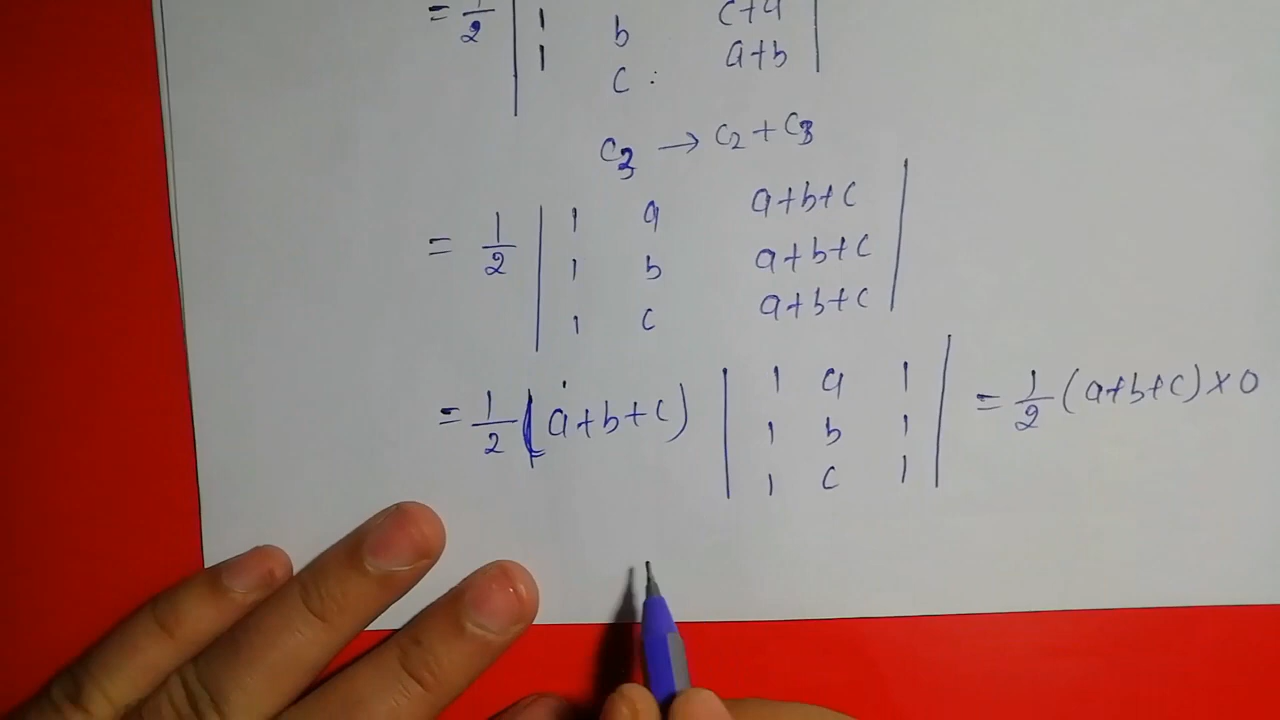 = 1/2 | 1 b c+a |
| 1 c : a+b |
C3 → C2 + C3
= 1/2 | 1 a a+b+c |
| 1 b a+b+c |
| 1 c a+b+c |
= 1/2 (a+b+c) | 1 a 1 | = 1/2 (a+b+c) × 0
| 1 b 1 |
| 1 c 1 |